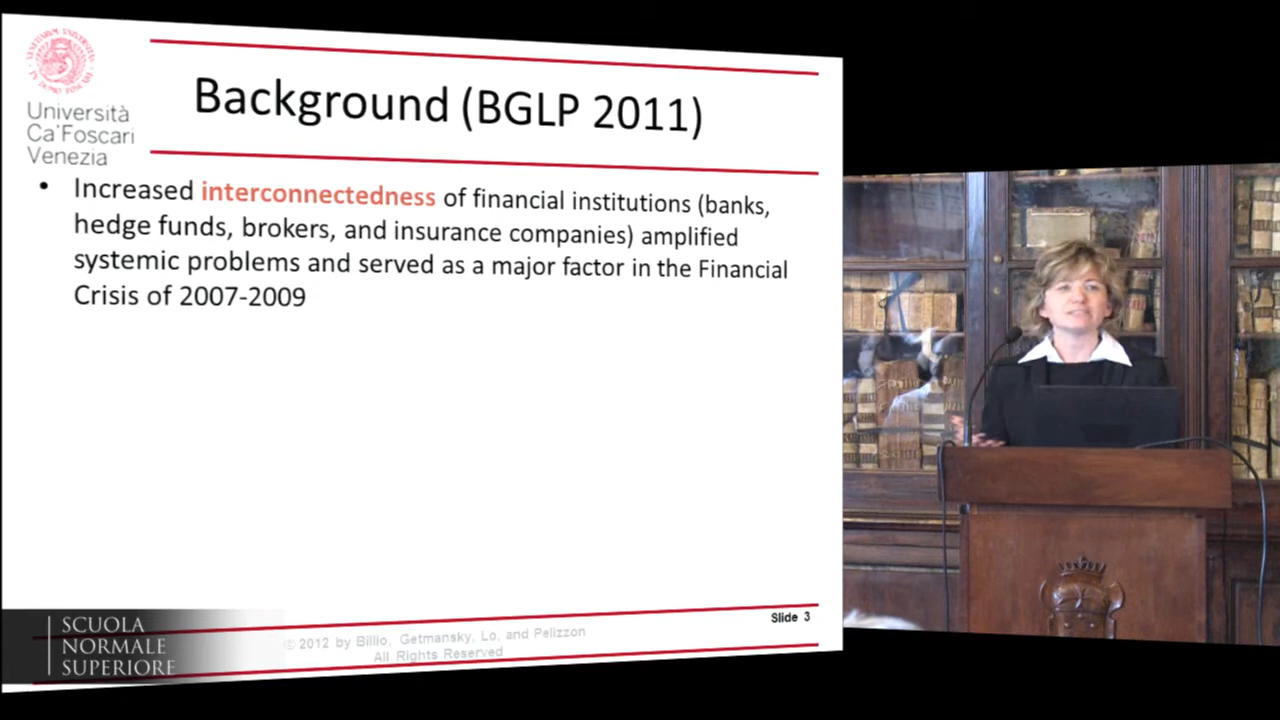 Università
Ca'Foscari
Venezia
Background (BGLP 2011)
• Increased interconnectedness of financial institutions (banks,
hedge funds, brokers, and insurance companies) amplified
systemic problems and served as a major factor in the Financial
Crisis of 2007-2009
Slide 3
© 2012 by Billio, Getmansky, Lo, and Pelizzon
All Rights Reserved
SCUOLA
NORMALE
SUPERIORE